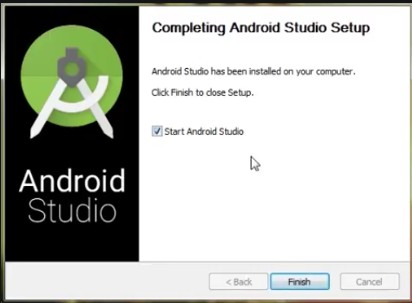 Completing Android Studio Setup
Android Studio has been installed on your computer.
Click Finish to close Setup.
Start Android Studio
Android
Studio
< Back
Finish
Cancel